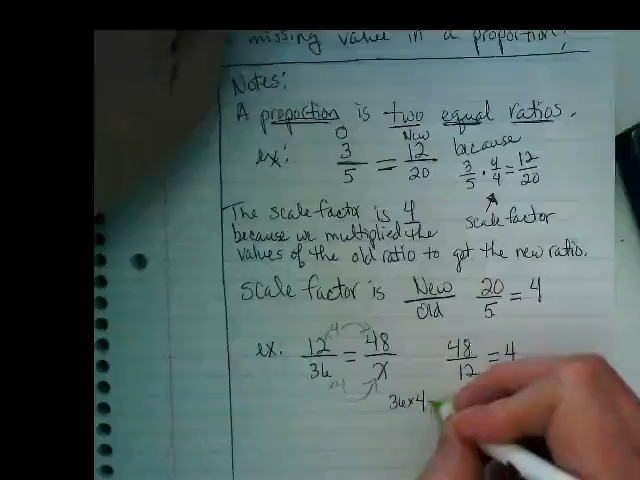 missing value in a proportion?
Notes:
A proportion is two equal ratios.
O New
ex: 3/5 = 12/20 because 3/5 · 4/4 = 12/20
The scale factor is 4 scale factor
because we multiplied the
values of the old ratio to get the new ratio.
scale factor is New/Old 20/5 = 4
ex. 12/36 = 48/x 48/12 = 4
x4
x4
36x4